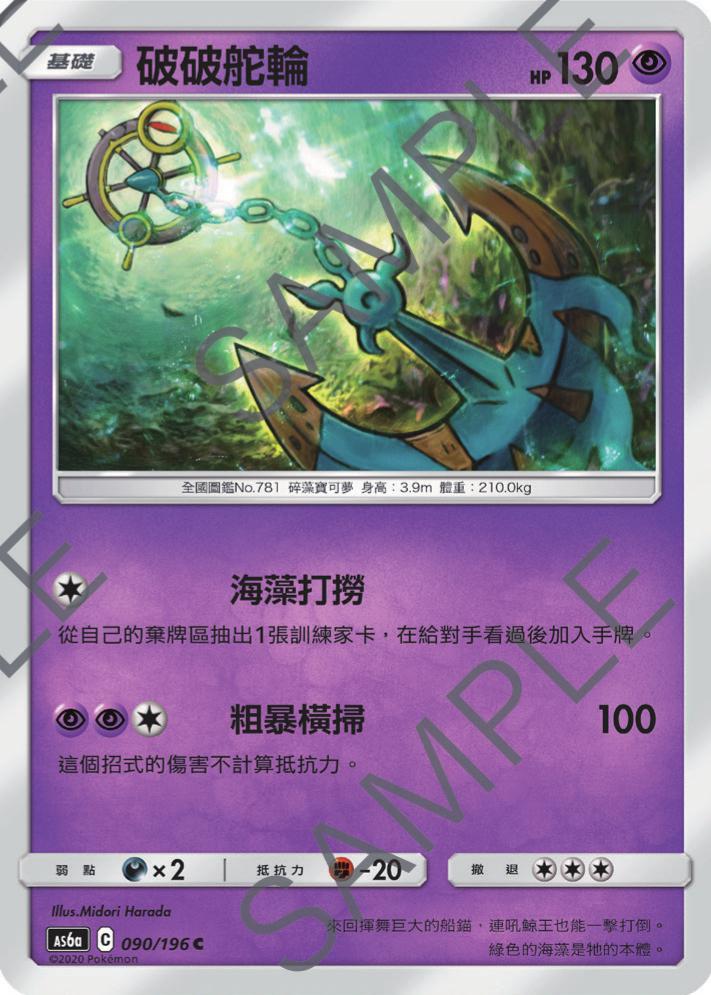 基礎 破破舵輪 HP 130
全國圖鑑No.781 碎藻寶可夢 身高：3.9m 體重：210.0kg
海藻打撈
從自己的棄牌區抽出1張訓練家卡，在給對手看過後加入手牌。
粗暴橫掃 100
這個招式的傷害不計算抵抗力。
弱點 ×2 抵抗力 -20 撤退
Illus.Midori Harada
AS6a C 090/196 C
©2020 Pokémon
來回揮舞巨大的船錨，連吼鯨王也能一擊打倒。
綠色的海藻是牠的本體。
SAMPLE
SAMPLE